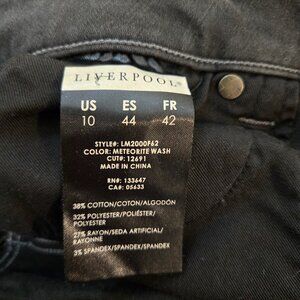 LIVERPOOL
US ES FR
10 44 42
STYLE#: LM2000F62
COLOR: METEORITE WASH
CUT#: 12691
MADE IN CHINA
RN#: 133647
CA#: 05633
38% COTTON/COTTON/ALGODÓN
32% POLYESTER/POLIÉSTER/
POLYESTER
27% RAYON/SEDA ARTIFICIAL/
RAYONNE
3% SPANDEX/SPANDEX/SPANDEX